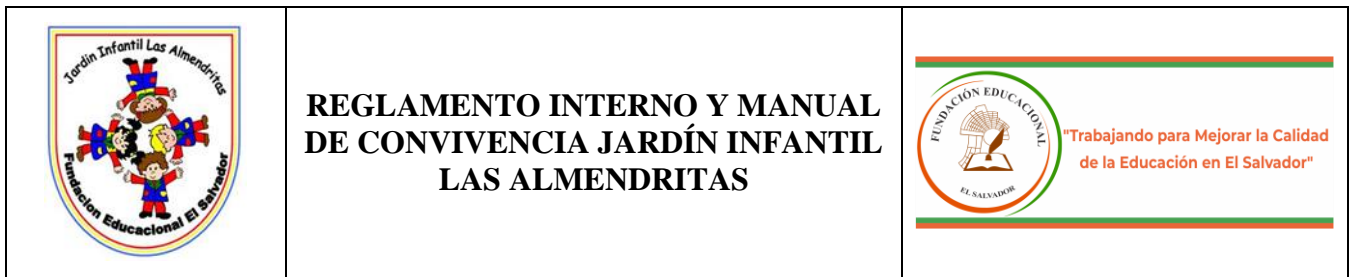 Jardin Infantil Las Almendritas
Fundacion Educacional El Salvador
REGLAMENTO INTERNO Y MANUAL
DE CONVIVENCIA JARDÍN INFANTIL
LAS ALMENDRITAS
FUNDACIÓN EDUCACIONAL
EL SALVADOR
"Trabajando para Mejorar la Calidad
de la Educación en El Salvador"